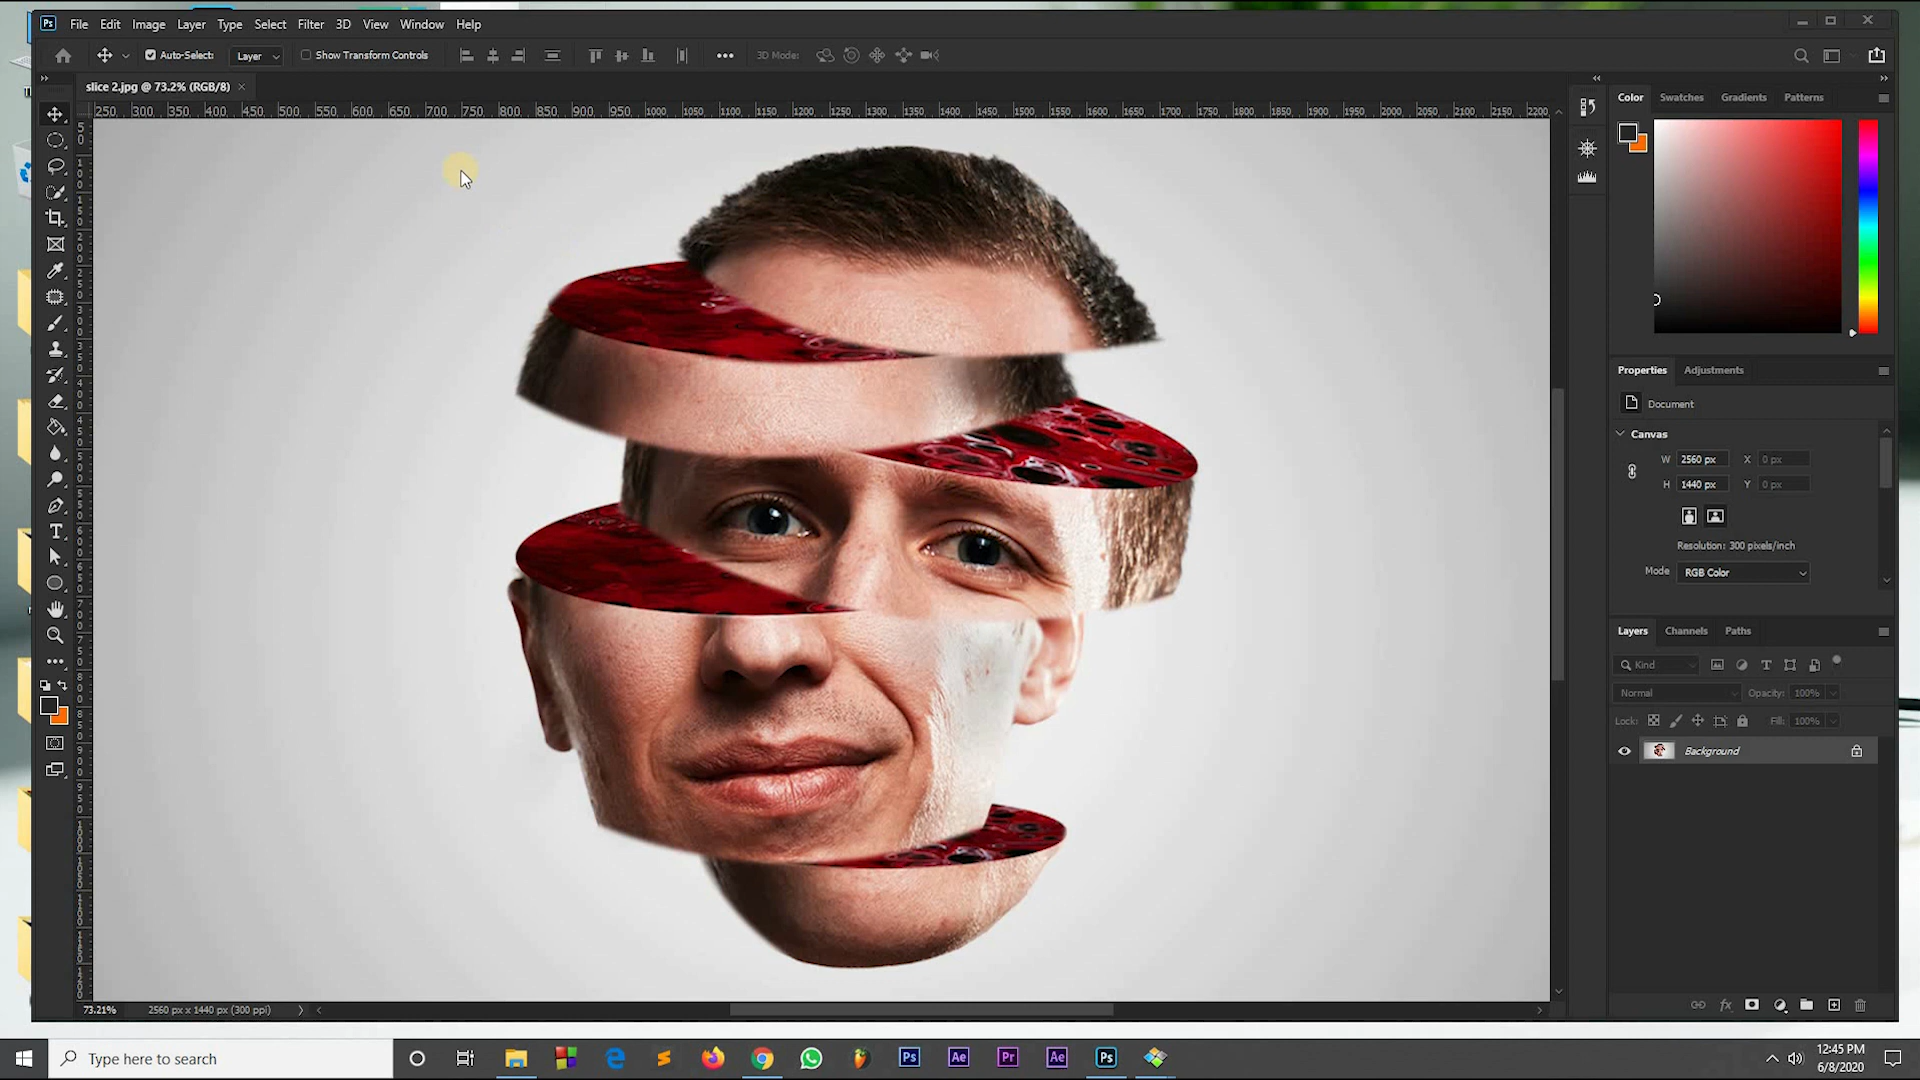 Ps File Edit Image Layer Type Select Filter 3D View Window Help
Auto-Select: Layer Show Transform Controls 3D Mode:
slice 2.jpg @ 73.2% (RGB/8)
250 300 350 400 450 500 550 600 650 700 750 800 850 900 950 1000 1050 1100 1150 1200 1250 1300 1350 1400 1450 1500 1550 1600 1650 1700 1750 1800 1850 1900 1950 2000 2050 2100 2150 2200
Color Swatches Gradients Patterns
Properties Adjustments
Document
Canvas
W 2560 px X 0 px
H 1440 px Y 0 px
Resolution: 300 pixels/inch
Mode RGB Color
Layers Channels Paths
Kind
Normal Opacity: 100%
Lock: Fill: 100%
Background
fx
73.21% 2560 px x 1440 px (300 ppi)
Type here to search
Ps Ae Pr Ae Ps
12:45 PM
6/8/2020